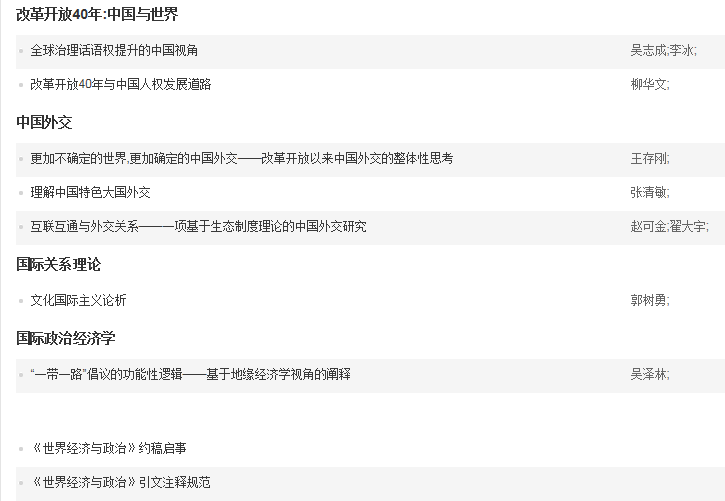 改革开放40年:中国与世界
全球治理话语权提升的中国视角 吴志成;李冰;
改革开放40年与中国人权发展道路 柳华文;
中国外交
更加不确定的世界,更加确定的中国外交——改革开放以来中国外交的整体性思考 王存刚;
理解中国特色大国外交 张清敏;
互联互通与外交关系——一项基于生态制度理论的中国外交研究 赵可金;翟大宇;
国际关系理论
文化国际主义论析 郭树勇;
国际政治经济学
“一带一路”倡议的功能性逻辑——基于地缘经济学视角的阐释 吴泽林;
《世界经济与政治》约稿启事
《世界经济与政治》引文注释规范